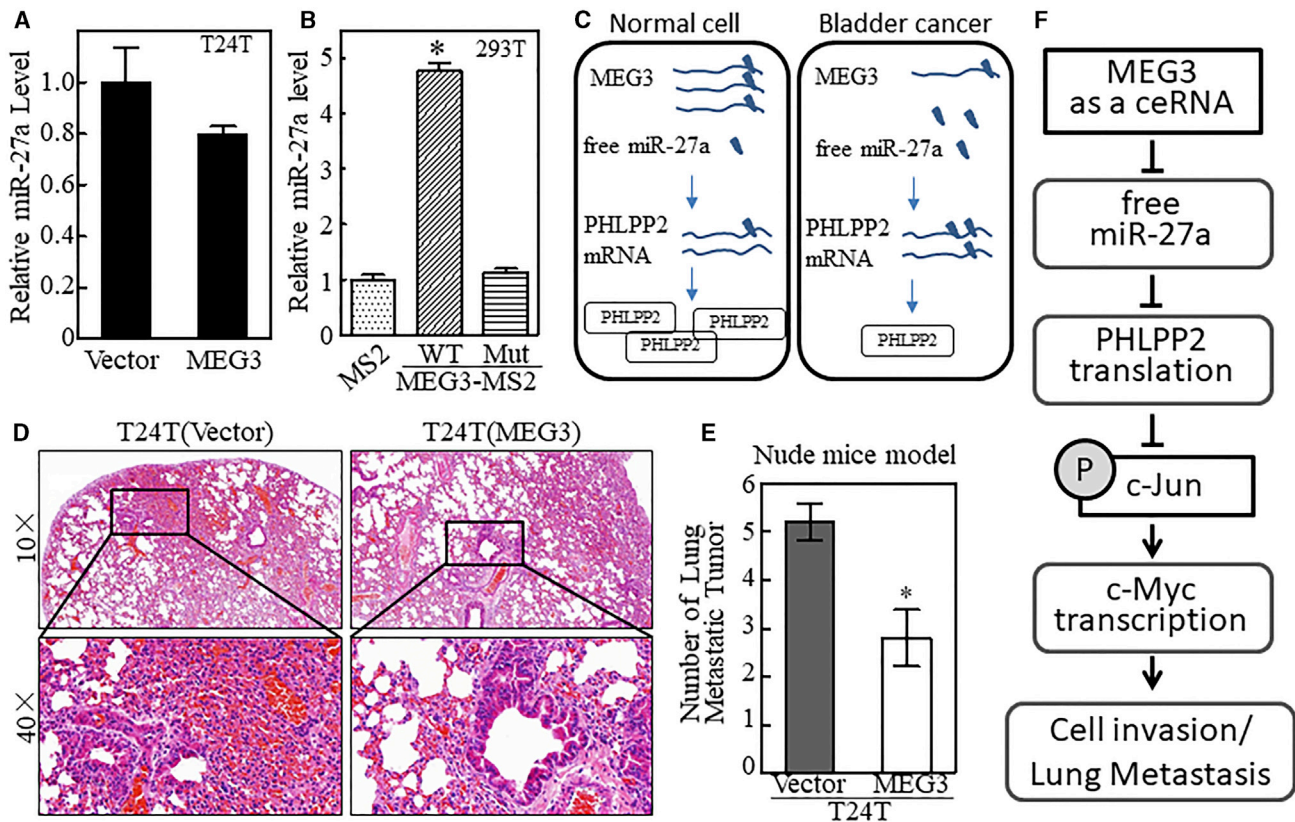 A
T24T
Relative miR-27a Level
1.0
0.8
0.6
0.4
0.2
0
Vector
MEG3
B
293T
Relative miR-27a level
5
4
3
2
1
0
*
MS2
WT
Mut
MEG3-MS2
C
Normal cell
MEG3
free miR-27a
PHLPP2
mRNA
PHLPP2
PHLPP2
PHLPP2
Bladder cancer
MEG3
free miR-27a
PHLPP2
mRNA
PHLPP2
D
T24T(Vector)
T24T(MEG3)
10×
40×
E
Nude mice model
Number of Lung
Metastatic Tumor
6
5
4
3
2
1
0
*
Vector
MEG3
T24T
F
MEG3
as a ceRNA
free
miR-27a
PHLPP2
translation
P
c-Jun
c-Myc
transcription
Cell invasion/
Lung Metastasis